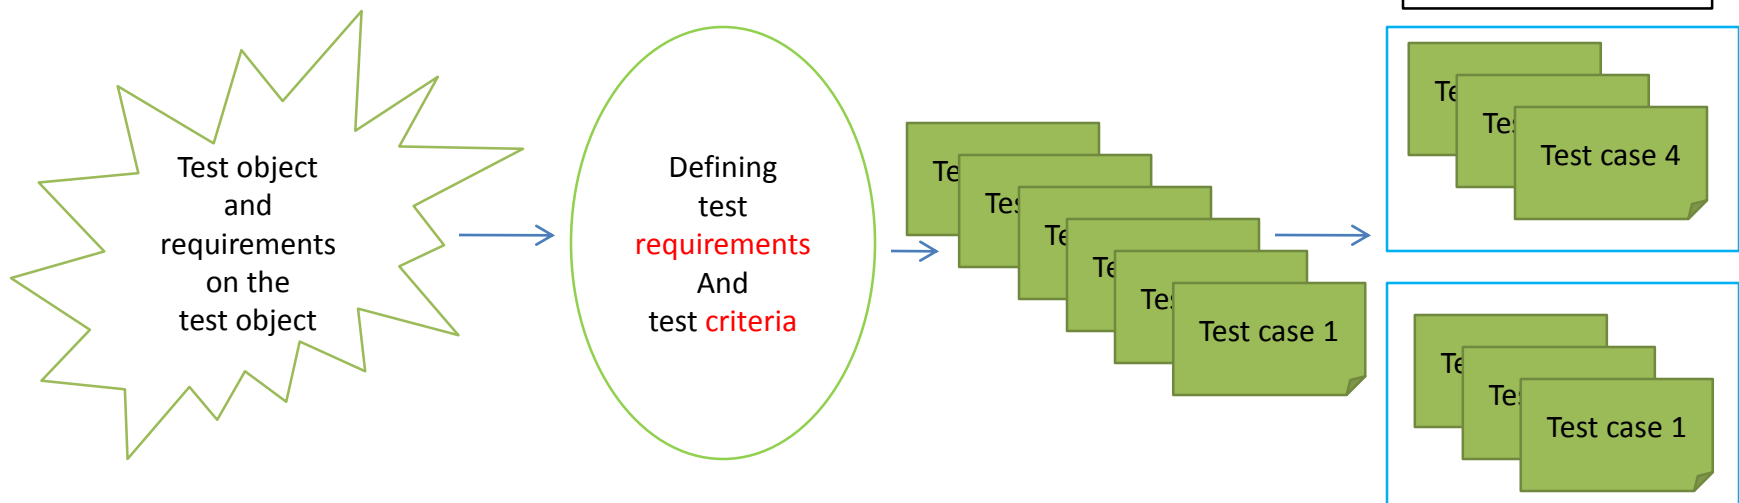 Test object
and
requirements
on the
test object
Defining
test
requirements
And
test criteria
Test case 1
Test case 4
Test case 1